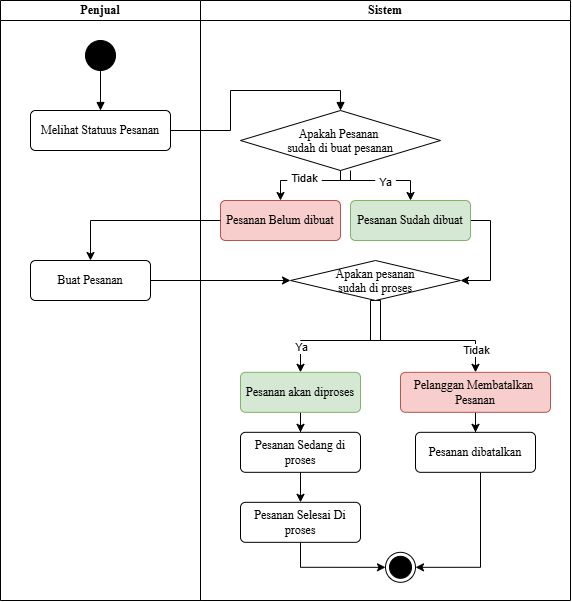 Penjual
Sistem
Melihat Statuus Pesanan
Apakah Pesanan
sudah di buat pesanan
Tidak
Ya
Pesanan Belum dibuat
Pesanan Sudah dibuat
Buat Pesanan
Apakan pesanan
sudah di proses
Ya
Tidak
Pesanan akan diproses
Pelanggan Membatalkan
Pesanan
Pesanan Sedang di
proses
Pesanan dibatalkan
Pesanan Selesai Di
proses